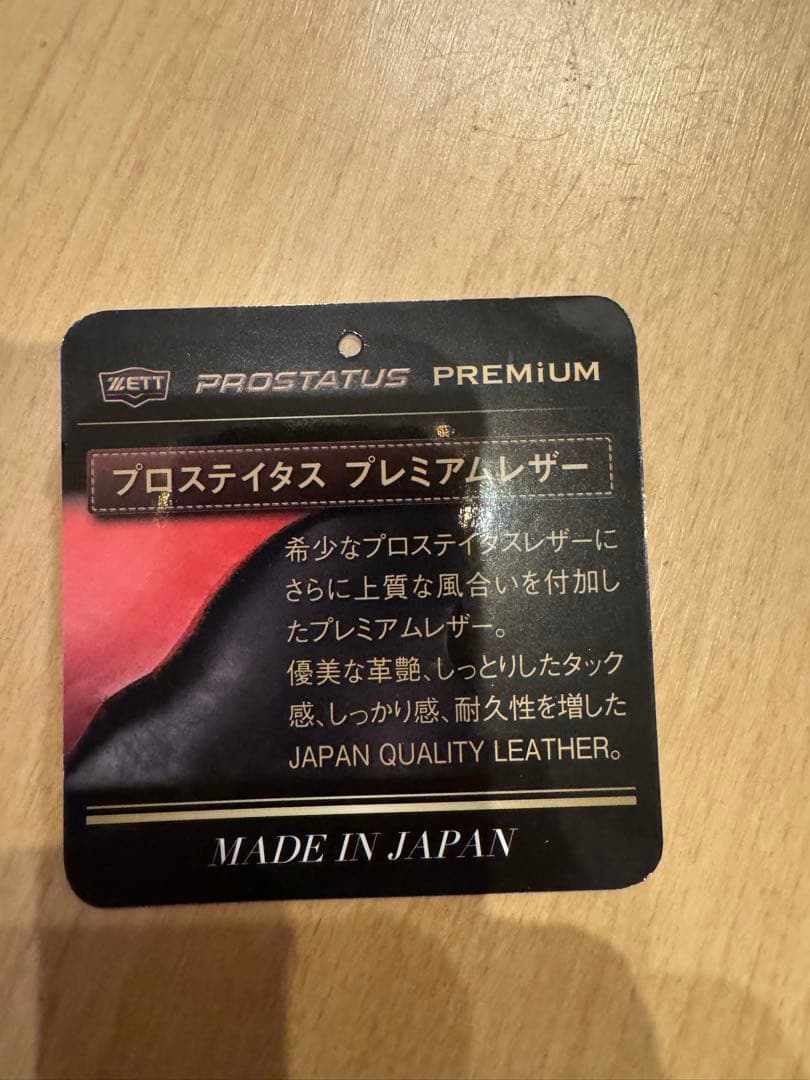 ZETT PROSTATUS PREMiUM
プロステイタス プレミアムレザー
希少なプロステイタスレザーに
さらに上質な風合いを付加し
たプレミアムレザー。
優美な革艶、しっとりしたタック
感、しっかり感、耐久性を増した
JAPAN QUALITY LEATHER。
MADE IN JAPAN